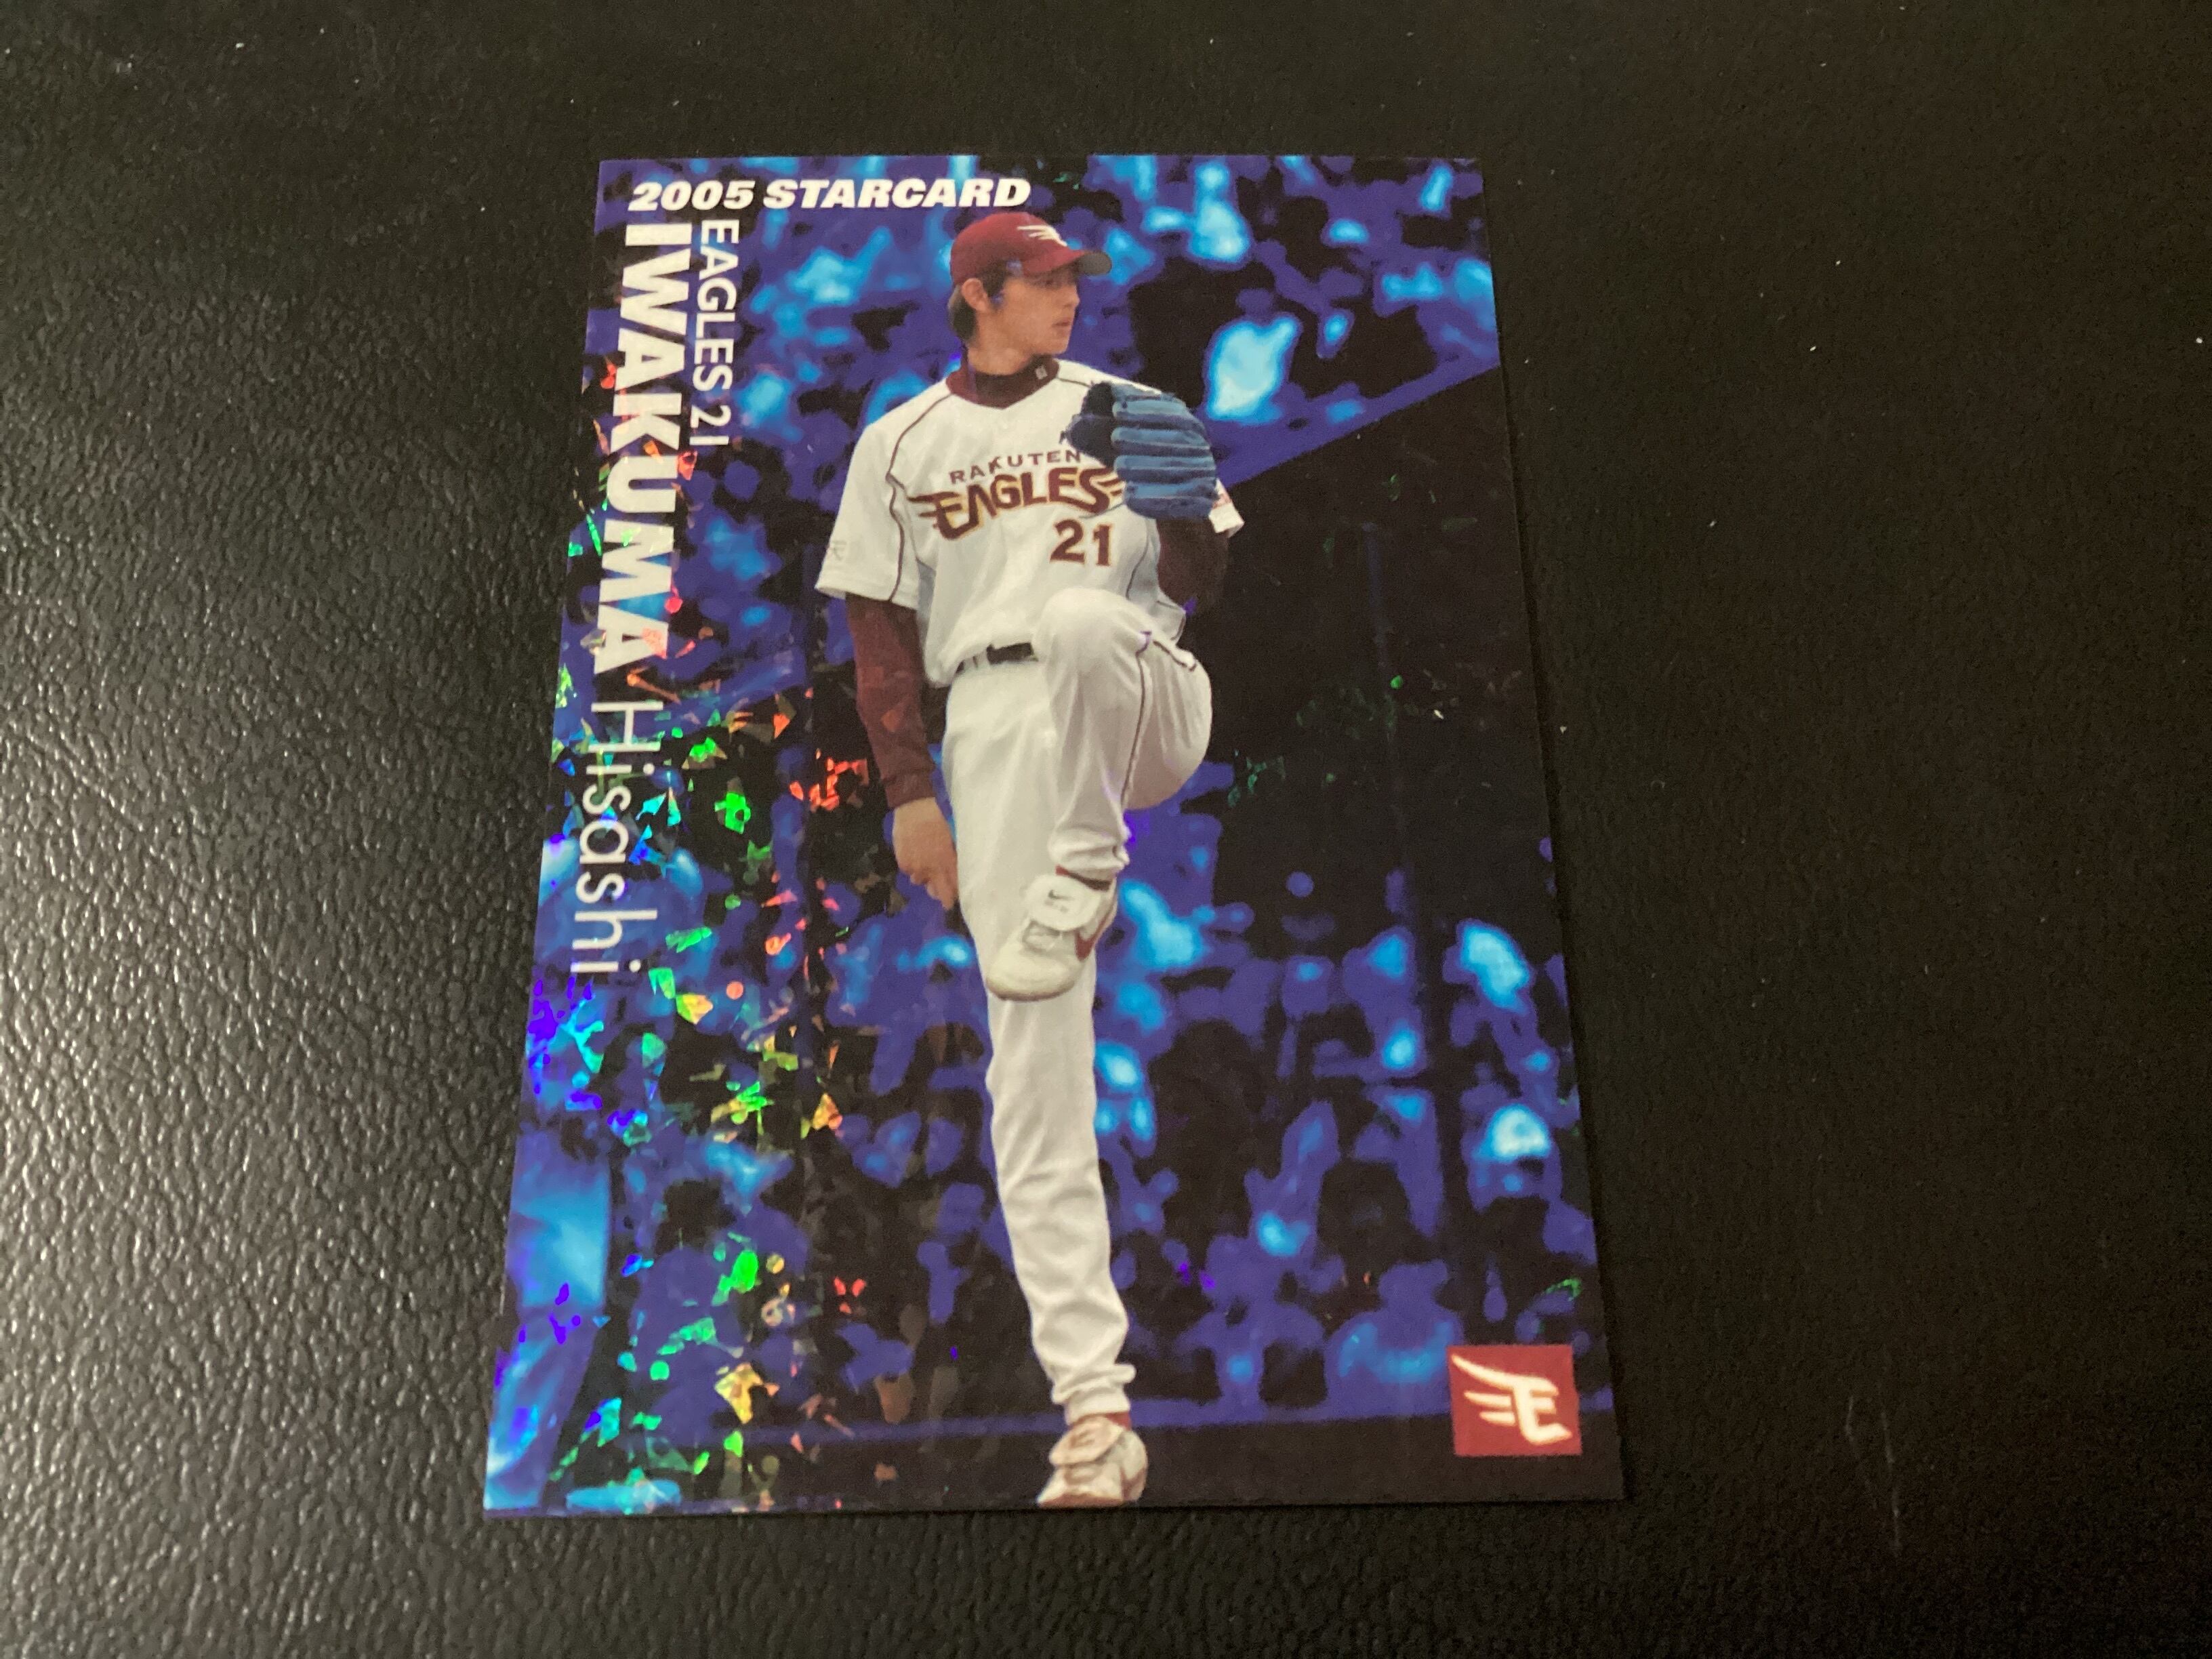 2005 STARCARD
EAGLES 21
IWAKUMA Hisashi
RAKUTEN
EAGLES
21
E